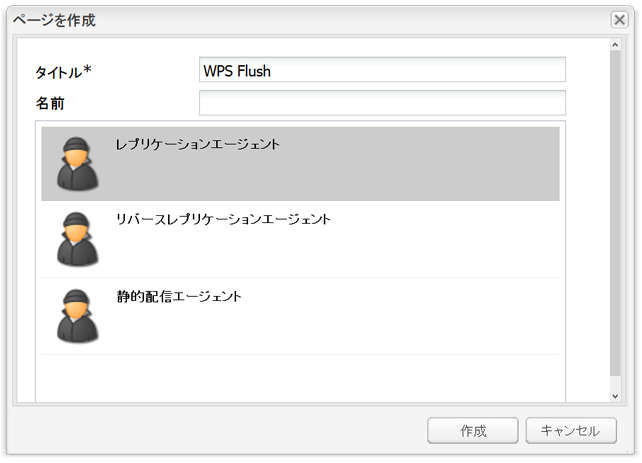 ページを作成
タイトル* WPS Flush
名前
レプリケーションエージェント
リバースレプリケーションエージェント
静的配信エージェント
作成 キャンセル